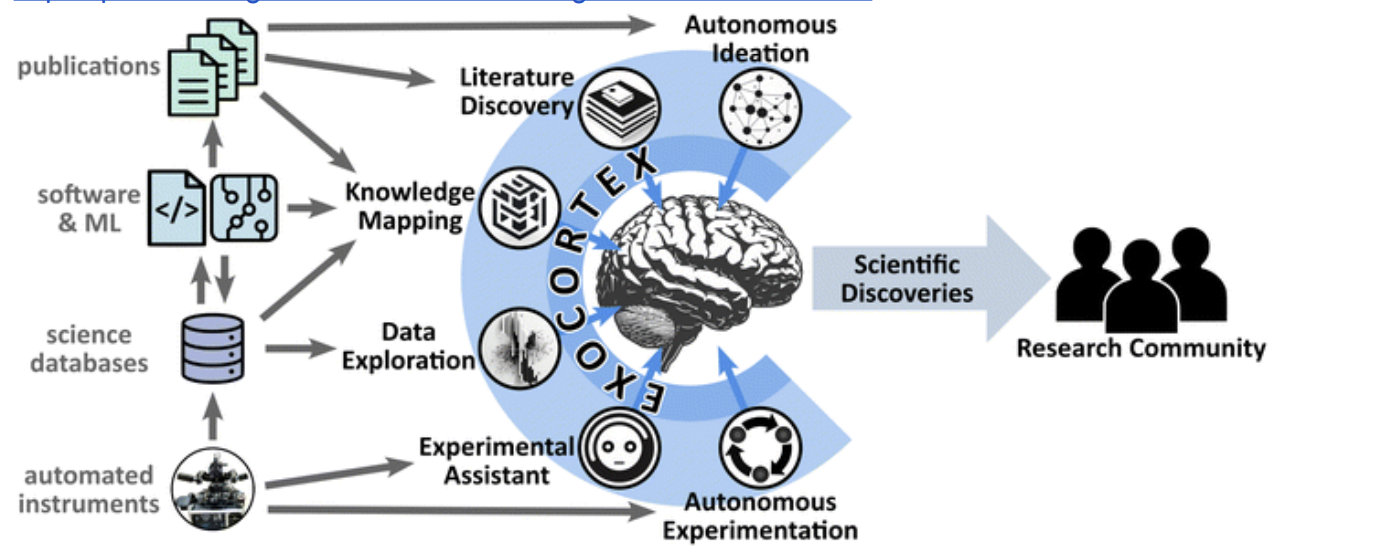 publications
Autonomous
Ideation
Literature
Discovery
software
& ML
</>
Knowledge
Mapping
EXOCORTEX
science
databases
Data
Exploration
Scientific
Discoveries
Research Community
automated
instruments
Experimental
Assistant
Autonomous
Experimentation